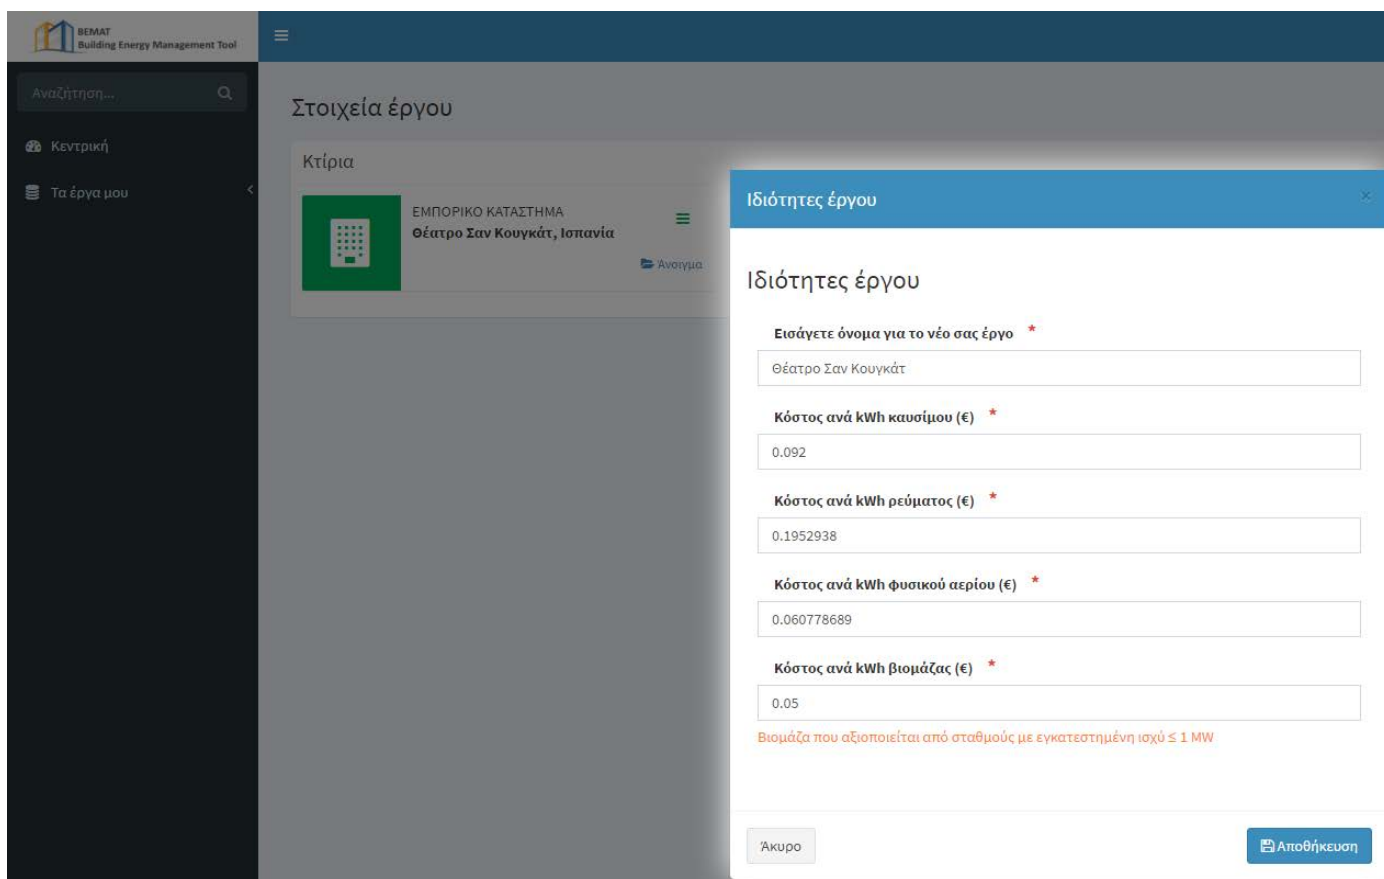 BEMAT
Building Energy Management Tool
Αναζήτηση...
Κεντρική
Τα έργα μου
Στοιχεία έργου
Κτίρια
ΕΜΠΟΡΙΚΟ ΚΑΤΑΣΤΗΜΑ
Θέατρο Σαν Κουγκάτ, Ισπανία
Άνοιγμα
Ιδιότητες έργου
×
Ιδιότητες έργου
Εισάγετε όνομα για το νέο σας έργο *
Θέατρο Σαν Κουγκάτ
Κόστος ανά kWh καυσίμου (€) *
0.092
Κόστος ανά kWh ρεύματος (€) *
0.1952938
Κόστος ανά kWh φυσικού αερίου (€) *
0.060778689
Κόστος ανά kWh βιομάζας (€) *
0.05
Βιομάζα που αξιοποιείται από σταθμούς με εγκατεστημένη ισχύ ≤ 1 MW
Άκυρο
Αποθήκευση